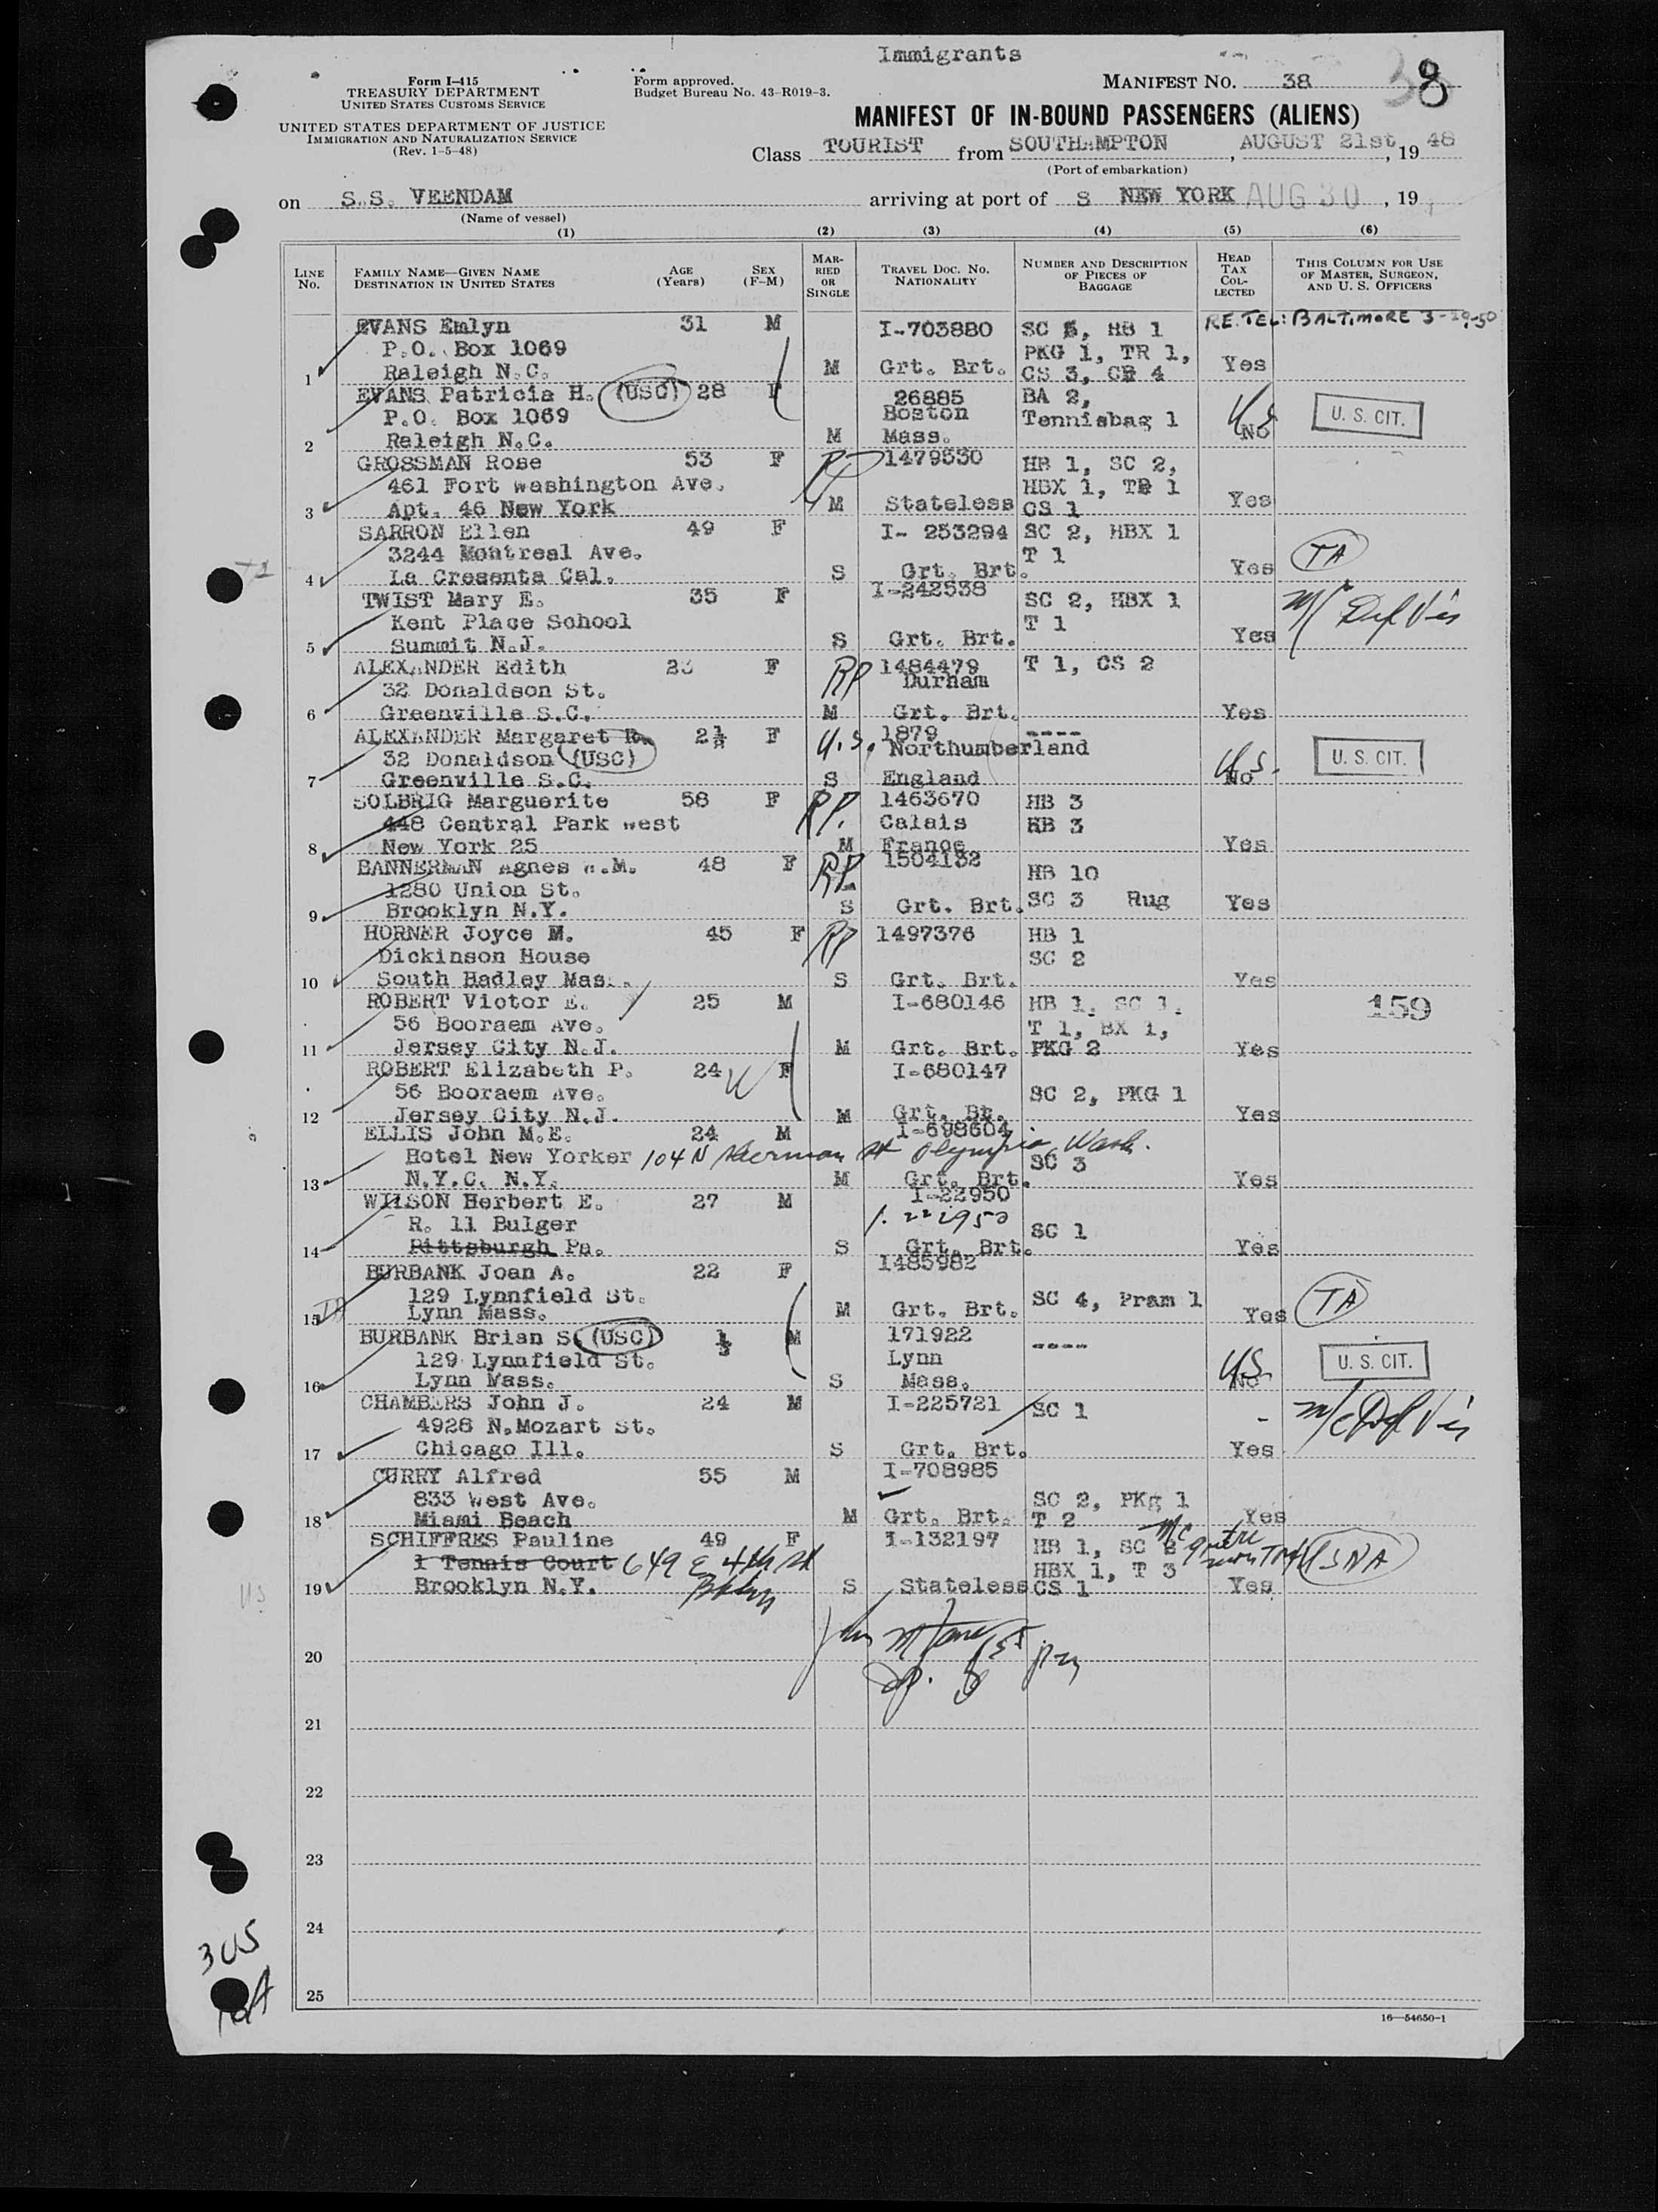 Immigrants
Form I-415
TREASURY DEPARTMENT
UNITED STATES CUSTOMS SERVICE
UNITED STATES DEPARTMENT OF JUSTICE
IMMIGRATION AND NATURALIZATION SERVICE
(Rev. 1-5-48)
Form approved.
Budget Bureau No. 43-R019-3.
MANIFEST NO. 38
38
MANIFEST OF IN-BOUND PASSENGERS (ALIENS)
Class TOURIST from SOUTHAMPTON, AUGUST 21st, 19 48
(Port of embarkation)
on S.S. VEENDAM arriving at port of S NEW YORK AUG 30, 19
(Name of vessel)
(1) (2) (3) (4) (5) (6)
LINE No.
FAMILY NAME—GIVEN NAME
DESTINATION IN UNITED STATES
AGE (Years)
SEX (F-M)
MARRIED OR SINGLE
TRAVEL DOC. NO.
NATIONALITY
NUMBER AND DESCRIPTION OF PIECES OF BAGGAGE
HEAD TAX COLLECTED
THIS COLUMN FOR USE OF MASTER, SURGEON, AND U. S. OFFICERS
EVANS Emlyn 31 M I-703880 SC 5, HB 1 RE.TEL: BALTIMORE 3-29-50
P.O. Box 1069 PKG 1, TR 1,
1 Raleigh N.C. M Grt. Brt. CS 3, CR 4 Yes
EVANS Patricia H. (USC) 28 F 26885 BA 2,
P.O. Box 1069 Boston Tennisbag 1 US U. S. CIT.
2 Raleigh N.C. M Mass. No
GROSSMAN Rose 53 F RP 1479530 HB 1, SC 2,
461 Fort Washington Ave. HBX 1, TR 1
3 Apt. 46 New York M Stateless CS 1 Yes
SARRON Ellen 49 F I- 253294 SC 2, HBX 1
3244 Montreal Ave. T 1 TA
4 La Cresenta Cal. S Grt. Brt. Yes
TWIST Mary E. 35 F I-242538 SC 2, HBX 1
Kent Place School T 1
5 Summit N.J. S Grt. Brt. Yes
ALEXANDER Edith 23 F RP 1484479 T 1, CS 2
32 Donaldson St. Durham
6 Greenville S.C. M Grt. Brt. Yes
ALEXANDER Margaret R. 2½ F U.S. 1879 ----
32 Donaldson (USC) Northumberland U.S. U. S. CIT.
7 Greenville S.C. S England No
SOLBRIG Marguerite 58 F RP. 1463670 HB 3
448 Central Park West Calais KB 3
8 New York 25 M France Yes
BANNERMAN Agnes W.M. 48 F RP 1504132
1280 Union St. HB 10
9 Brooklyn N.Y. S Grt. Brt. SC 3 Rug Yes
HORNER Joyce M. 45 F RP 1497376 HB 1
Dickinson House SC 2
10 South Hadley Mass. S Grt. Brt. Yes
ROBERT Victor E. 25 M I-680146 HB 1, SC 1, 159
56 Booraem Ave. T 1, BX 1,
11 Jersey City N.J. M Grt. Brt. PKG 2 Yes
ROBERT Elizabeth P. 24 F I-680147
56 Booraem Ave. SC 2, PKG 1
12 Jersey City N.J. M Grt. Bt. Yes
ELLIS John M.E. 24 M I-698604
Hotel New Yorker 104 N Sherman St Olympia Wash. SC 3
13 N.Y.C. N.Y. M Grt. Brt. Yes
WILSON Herbert E. 27 M I-22950
R. 11 Bulger 1. 222950 SC 1
14 Pittsburgh Pa. S Grt. Brt. Yes
BURBANK Joan A. 22 F 1485982
129 Lynnfield St. SC 4, Pram 1 TA
15 Lynn Mass. M Grt. Brt. Yes
BURBANK Brian S. (USC) ⅓ M 171922 ----
129 Lynnfield St. Lynn US. U. S. CIT.
16 Lynn Mass. S Mass. No
CHAMBERS John J. 24 M I-225721 SC 1
4928 N.Mozart St.
17 Chicago Ill. S Grt. Brt. Yes
CURRY Alfred 55 M I-708985
833 West Ave. SC 2, PKg 1
18 Miami Beach M Grt. Brt. T 2 Yes
SCHIFFRES Pauline 49 F I-132197 HB 1, SC 2
1 Tennis Court 649 E 4th St HBX 1, T 3
19 Brooklyn N.Y. Bklyn S Stateless CS 1 Yes
20
21
22
23
24
25
3 US
16—54650-1